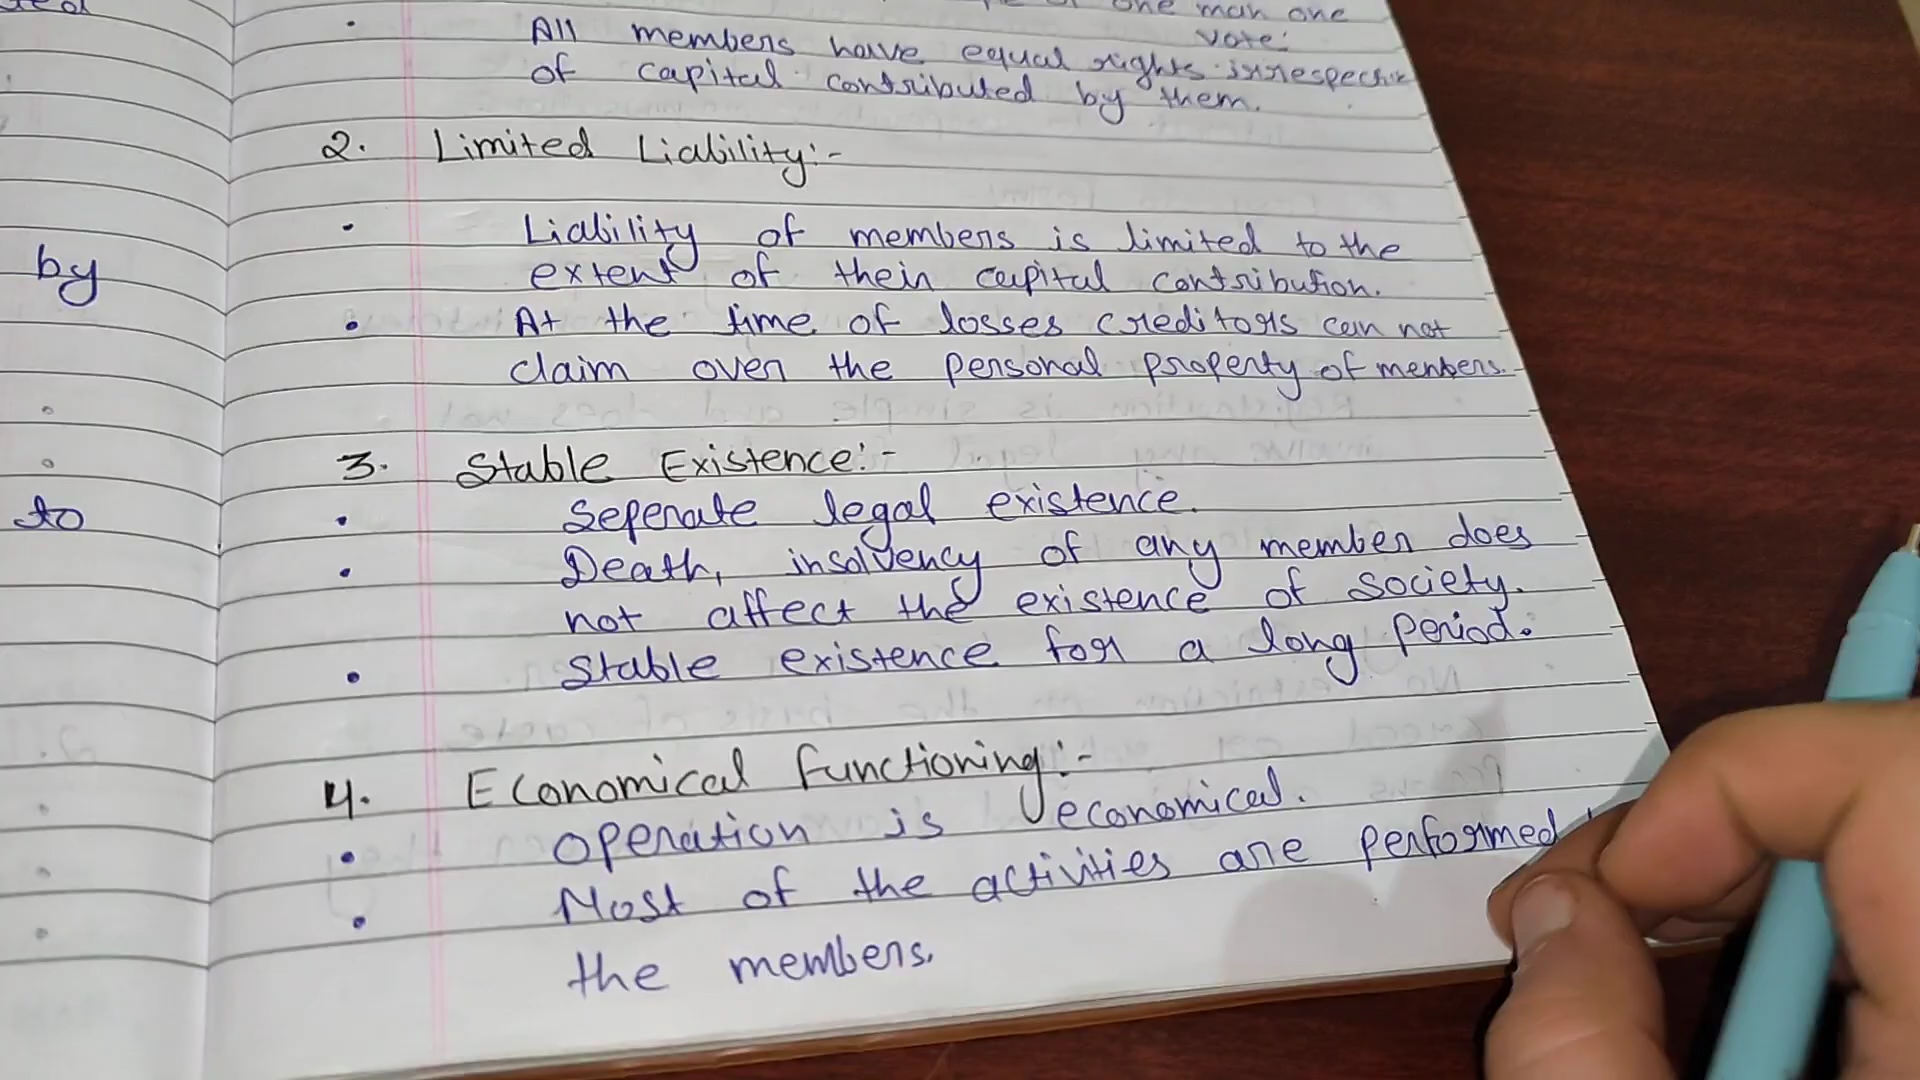 one man one
vote.
All members have equal rights irrespective
of capital contributed by them.
2. Limited Liability:-
• Liability of members is limited to the
extent of their capital contribution.
• At the time of losses creditors can not
claim over the personal property of members.
3. Stable Existence:-
• Seperate legal existence.
• Death, insolvency of any member does
not affect the existence of society.
• Stable existence for a long period.
4. Economical functioning:-
• Operation is economical.
• Most of the activities are performed
the members.
by
to